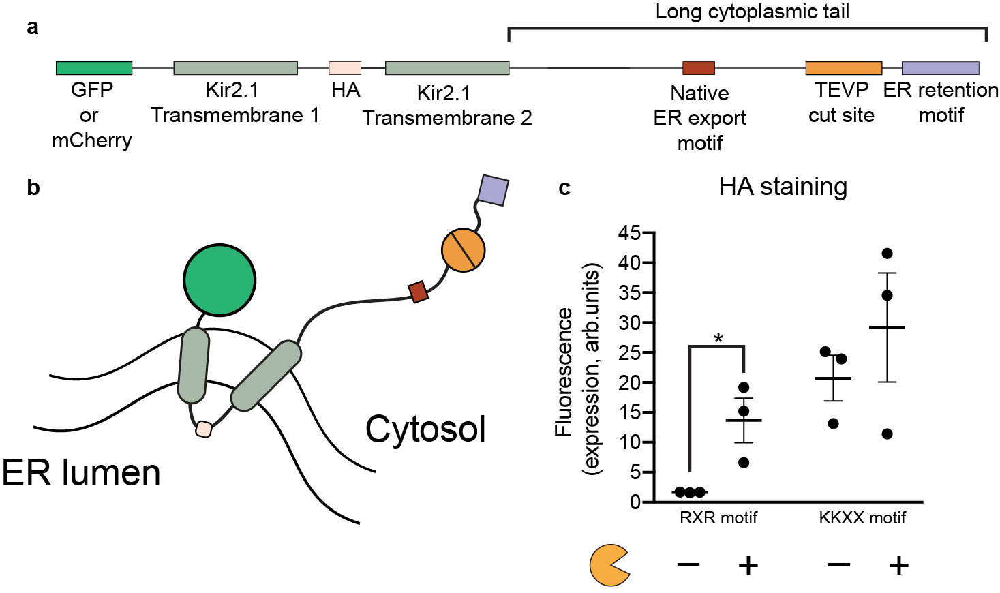 a
Long cytoplasmic tail
GFP
or
mCherry
Kir2.1
Transmembrane 1
HA
Kir2.1
Transmembrane 2
Native
ER export
motif
TEVP
cut site
ER retention
motif
b
Cytosol
ER lumen
c
HA staining
Fluorescence
(expression, arb.units)
45
40
35
30
25
20
15
10
5
0
*
RXR motif
KKXX motif
− + − +